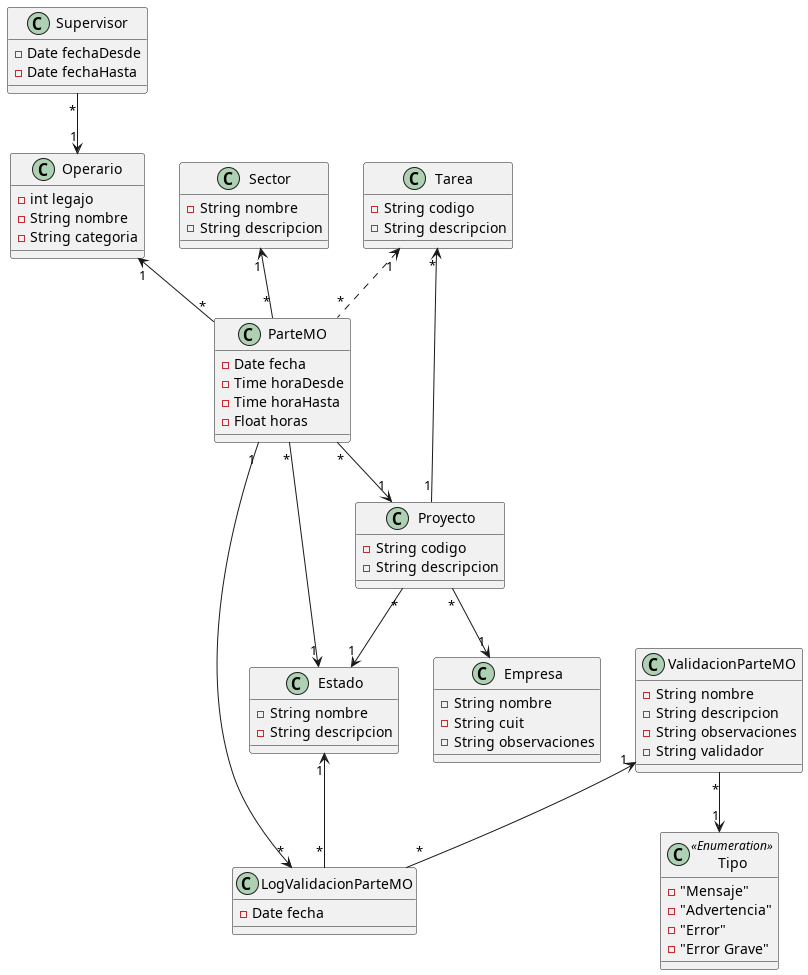 C Supervisor
Date fechaDesde
Date fechaHasta
*
1
C Operario
int legajo
String nombre
String categoria
1
*
C Sector
String nombre
String descripcion
1
*
C Tarea
String codigo
String descripcion
1
*
*
C ParteMO
Date fecha
Time horaDesde
Time horaHasta
Float horas
1
*
*
1
1
C Proyecto
String codigo
String descripcion
*
*
1
1
1
C Estado
String nombre
String descripcion
1
C Empresa
String nombre
String cuit
String observaciones
C ValidacionParteMO
String nombre
String descripcion
String observaciones
String validador
1
*
1
*
*
*
C LogValidacionParteMO
Date fecha
C «Enumeration»
Tipo
"Mensaje"
"Advertencia"
"Error"
"Error Grave"